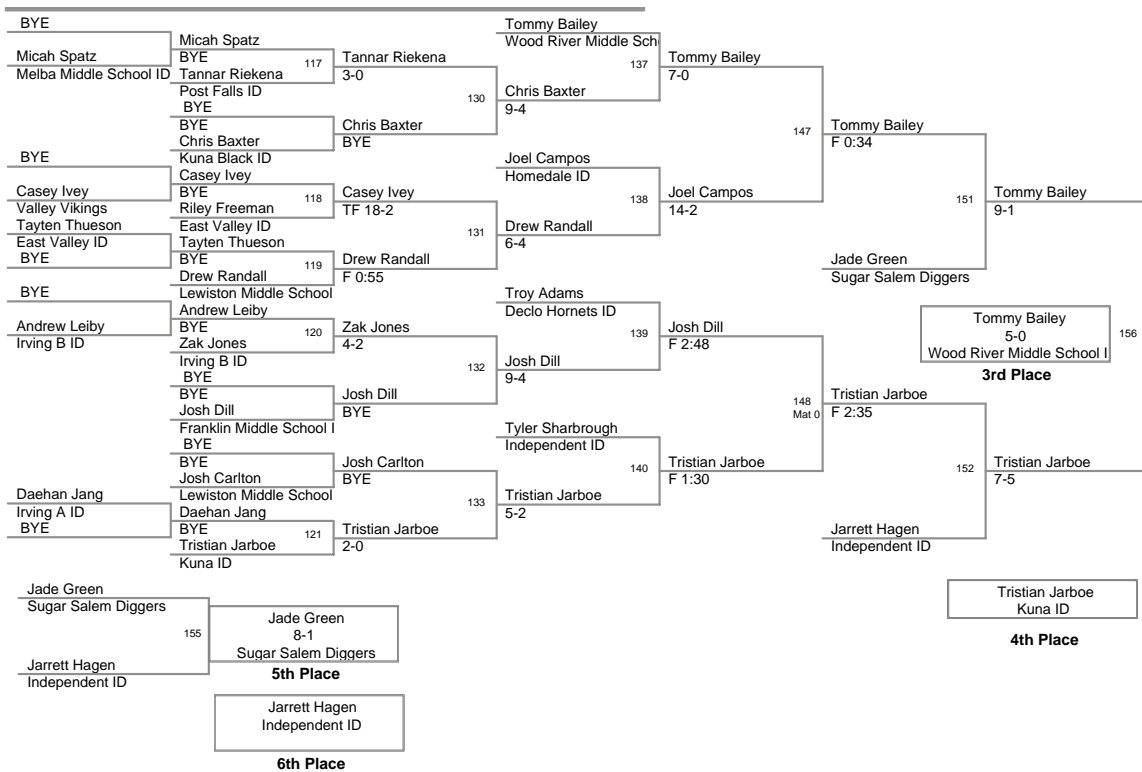 BYE
Micah Spatz
Melba Middle School ID
BYE
Casey Ivey
Valley Vikings
Tayten Thueson
East Valley ID
BYE
BYE
Andrew Leiby
Irving B ID
Daehan Jang
Irving A ID
BYE
Micah Spatz
BYE
117
Tannar Riekena
Post Falls ID
BYE
BYE
Chris Baxter
Kuna Black ID
Casey Ivey
BYE
118
Riley Freeman
East Valley ID
Tayten Thueson
BYE
119
Drew Randall
Lewiston Middle School
Andrew Leiby
BYE
120
Zak Jones
Irving B ID
BYE
BYE
Josh Dill
Franklin Middle School I
BYE
BYE
Josh Carlton
Lewiston Middle School
Daehan Jang
BYE
121
Tristian Jarboe
Kuna ID
Tannar Riekena
3-0
130
Chris Baxter
BYE
Casey Ivey
TF 18-2
131
Drew Randall
F 0:55
Zak Jones
4-2
132
Josh Dill
BYE
Josh Carlton
BYE
133
Tristian Jarboe
2-0
Tommy Bailey
Wood River Middle Sch
137
Chris Baxter
9-4
Joel Campos
Homedale ID
138
Drew Randall
6-4
Troy Adams
Declo Hornets ID
139
Josh Dill
9-4
Tyler Sharbrough
Independent ID
140
Tristian Jarboe
5-2
Tommy Bailey
7-0
147
Joel Campos
14-2
Josh Dill
F 2:48
148
Mat 0
Tristian Jarboe
F 1:30
Tommy Bailey
F 0:34
151
Jade Green
Sugar Salem Diggers
Tristian Jarboe
F 2:35
152
Jarrett Hagen
Independent ID
Tommy Bailey
9-1
Tommy Bailey
5-0
Wood River Middle School I
156
3rd Place
Tristian Jarboe
7-5
Tristian Jarboe
Kuna ID
4th Place
Jade Green
Sugar Salem Diggers
155
Jarrett Hagen
Independent ID
Jade Green
8-1
Sugar Salem Diggers
5th Place
Jarrett Hagen
Independent ID
6th Place